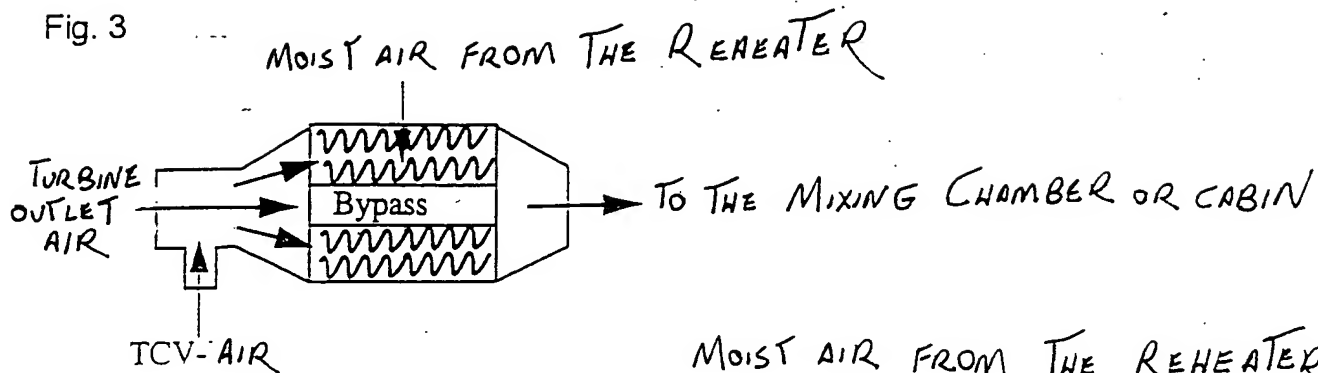 Fig. 3
MOIST AIR FROM THE REHEATER
TURBINE
OUTLET
AIR
Bypass
TO THE MIXING CHAMBER OR CABIN
TCV-AIR
MOIST AIR FROM THE REHEATER